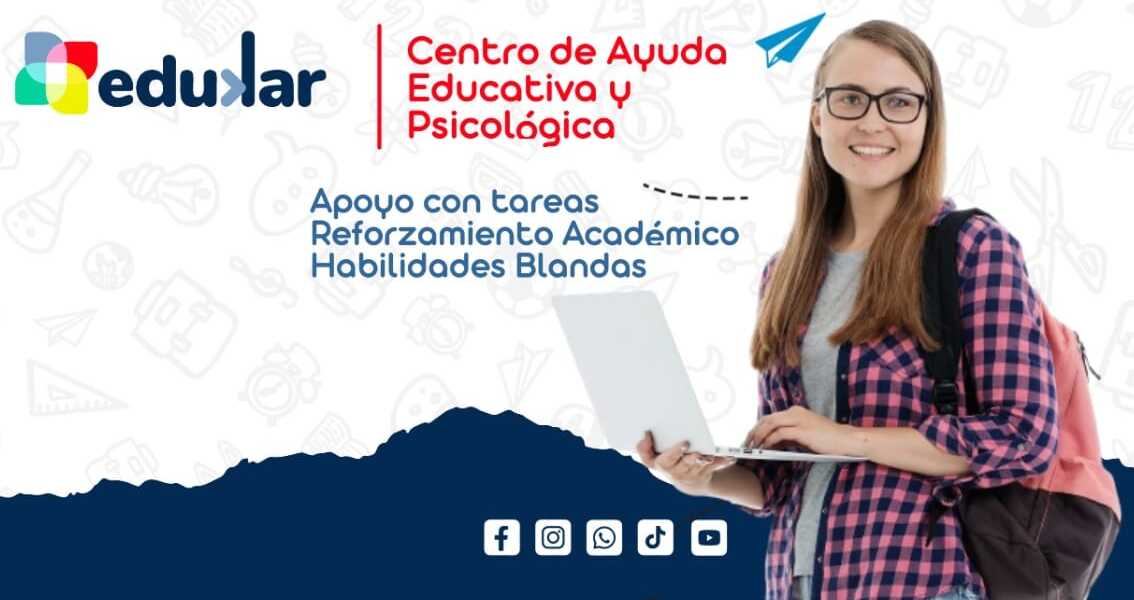 edukar
Centro de Ayuda
Educativa y
Psicológica
Apoyo con tareas
Reforzamiento Académico
Habilidades Blandas